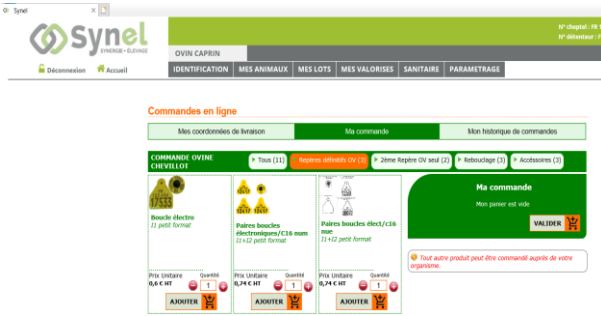 Synel
Synel
SYNERGIE - ÉLEVAGE
N° cheptel : FR
N° détenteur : F
OVIN CAPRIN
Déconnexion
Accueil
IDENTIFICATION
MES ANIMAUX
MES LOTS
MES VALORISES
SANITAIRE
PARAMETRAGE
Commandes en ligne
Mes coordonnées de livraison
Ma commande
Mon historique de commandes
COMMANDE OVINE CHEVILLOT
Tous (11)
Repères définitifs OV (3)
2ème Repère OV seul (2)
Rebouclage (3)
Accéssoires (3)
17533
Boucle électro
I1 petit format
Prix Unitaire
Quantité
0,6 € HT
1
AJOUTER
Paires boucles
électroniques/C16 nom
I1+I2 petit format
Prix Unitaire
Quantité
0,74 € HT
1
AJOUTER
Paires boucles élect/c16
nue
I1+I2 petit format
Prix Unitaire
Quantité
0,74 € HT
1
AJOUTER
Ma commande
Mon panier est vide
VALIDER
Tout autre produit peut être commandé auprès de votre
organisme.